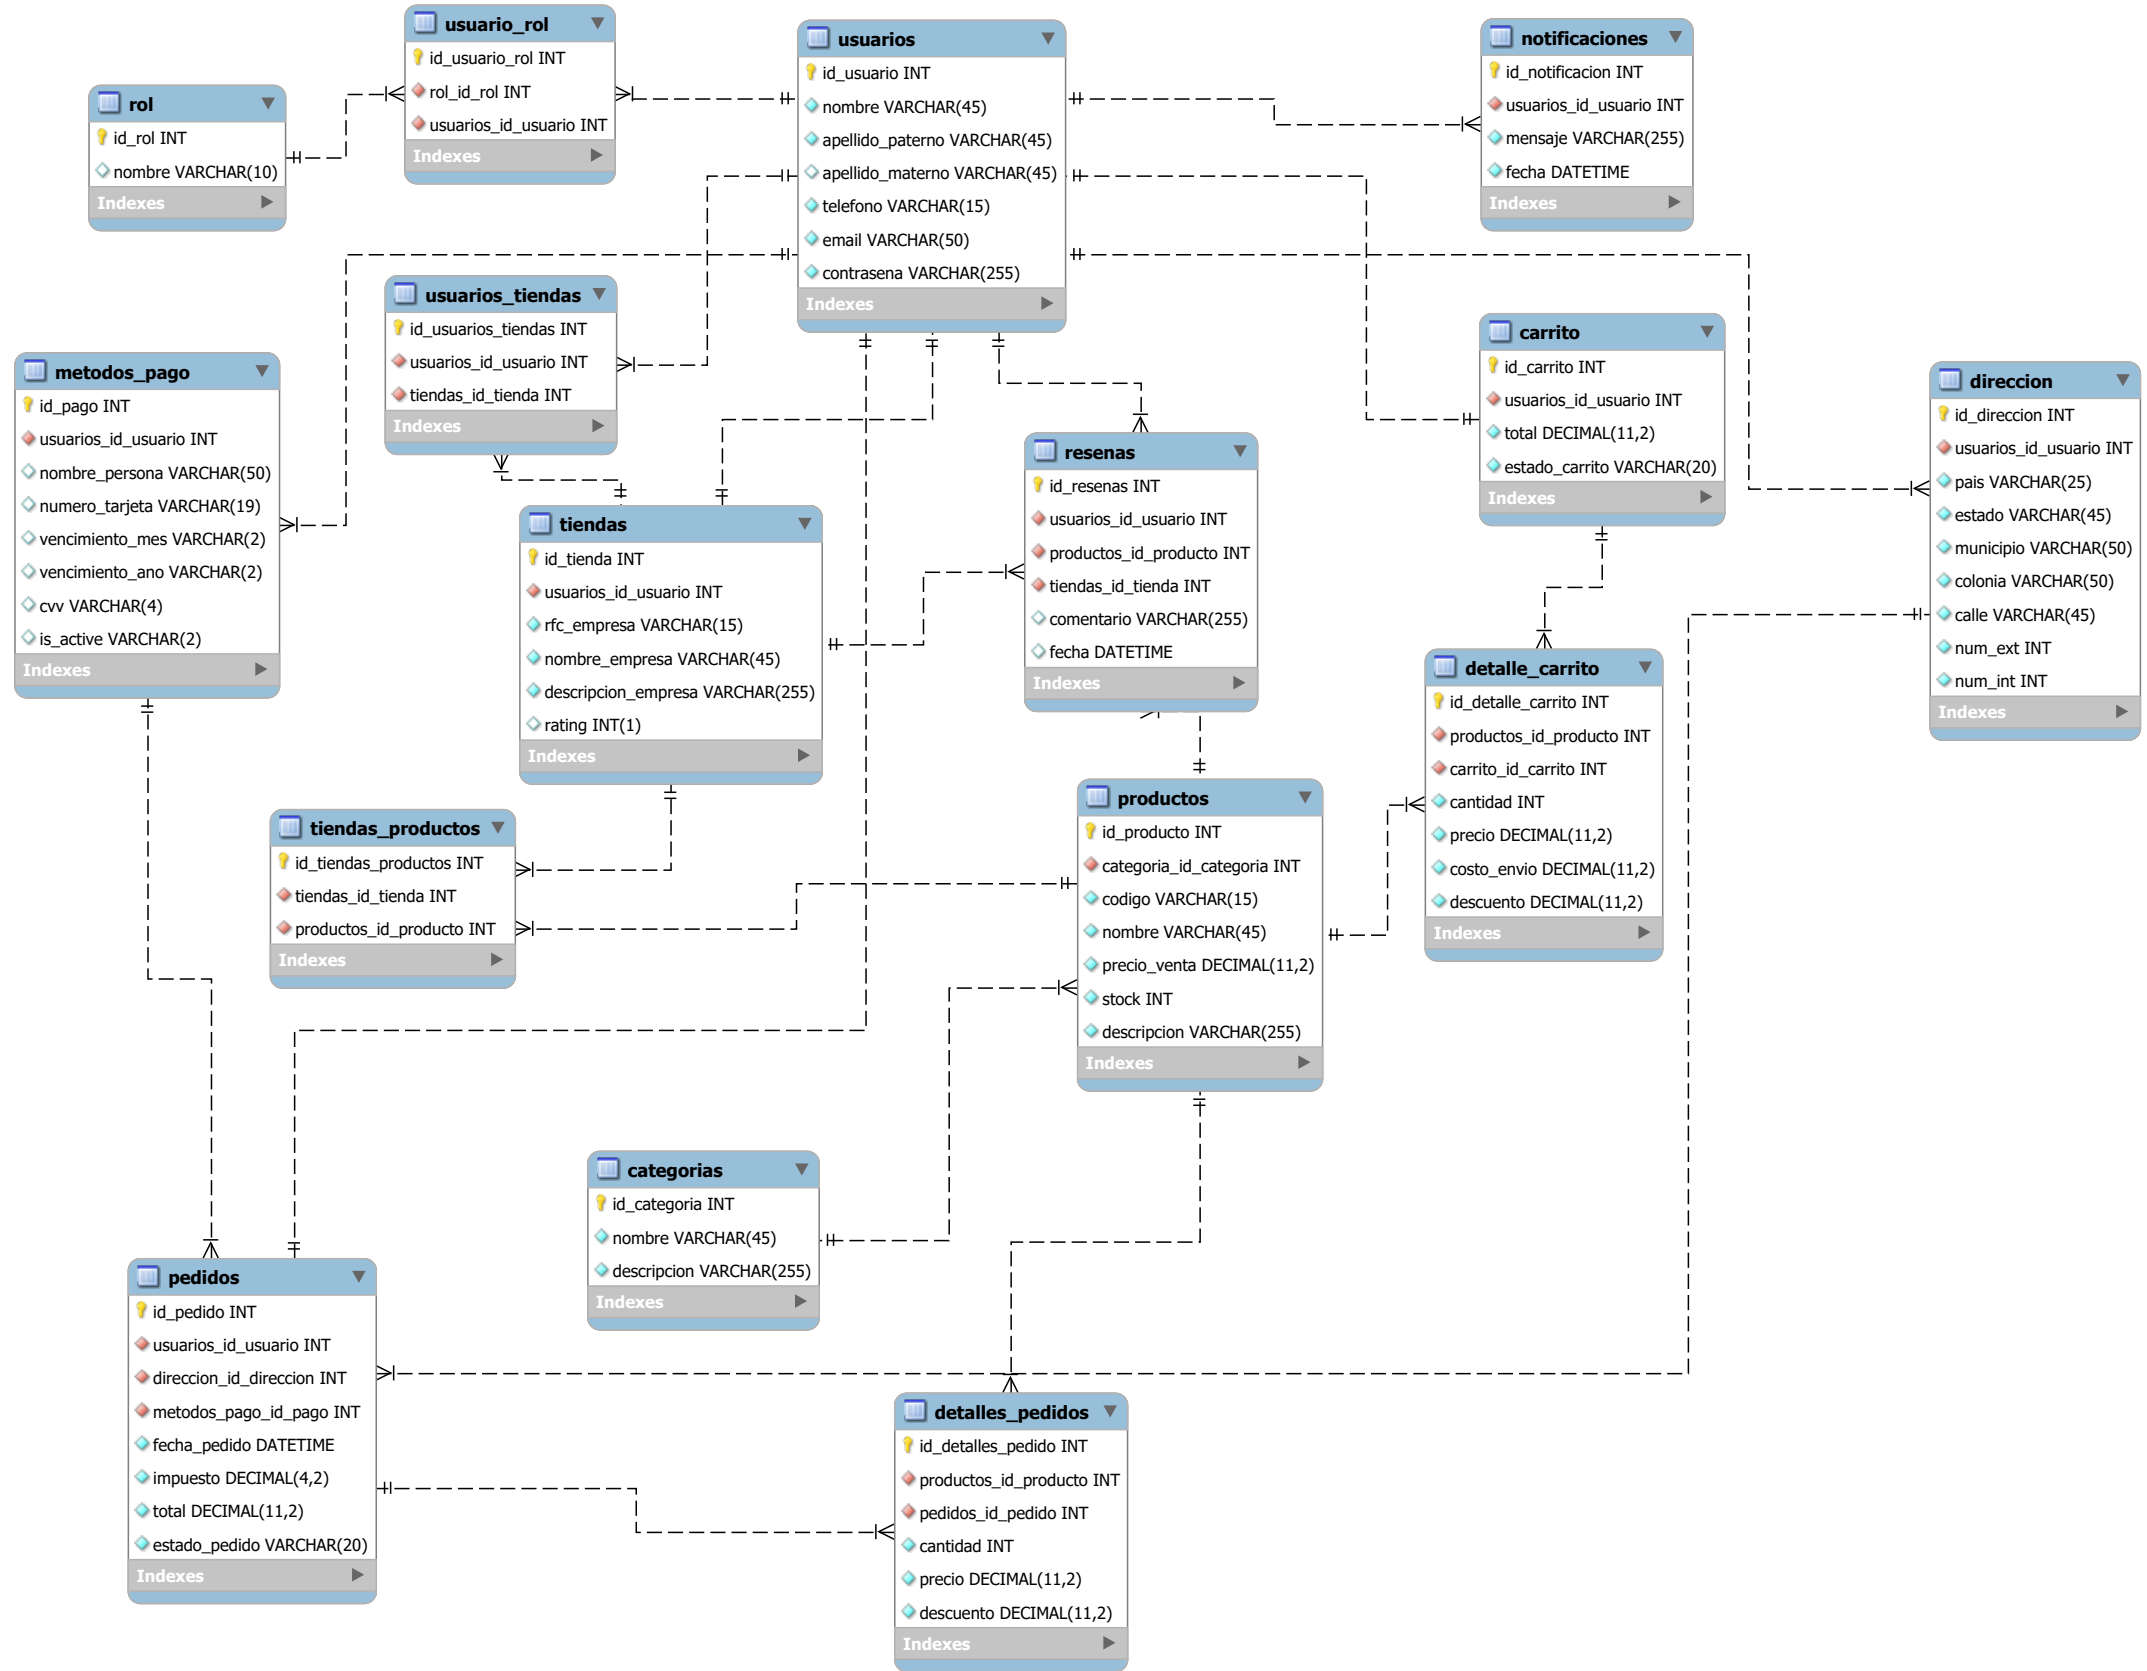 usuario_rol
id_usuario_rol INT
rol_id_rol INT
usuarios_id_usuario INT
Indexes
usuarios
id_usuario INT
nombre VARCHAR(45)
apellido_paterno VARCHAR(45)
apellido_materno VARCHAR(45)
telefono VARCHAR(15)
email VARCHAR(50)
contrasena VARCHAR(255)
Indexes
notificaciones
id_notificacion INT
usuarios_id_usuario INT
mensaje VARCHAR(255)
fecha DATETIME
Indexes
rol
id_rol INT
nombre VARCHAR(10)
Indexes
usuarios_tiendas
id_usuarios_tiendas INT
usuarios_id_usuario INT
tiendas_id_tienda INT
Indexes
carrito
id_carrito INT
usuarios_id_usuario INT
total DECIMAL(11,2)
estado_carrito VARCHAR(20)
Indexes
metodos_pago
id_pago INT
usuarios_id_usuario INT
nombre_persona VARCHAR(50)
numero_tarjeta VARCHAR(19)
vencimiento_mes VARCHAR(2)
vencimiento_ano VARCHAR(2)
cvv VARCHAR(4)
is_active VARCHAR(2)
Indexes
direccion
id_direccion INT
usuarios_id_usuario INT
pais VARCHAR(25)
estado VARCHAR(45)
municipio VARCHAR(50)
colonia VARCHAR(50)
calle VARCHAR(45)
num_ext INT
num_int INT
Indexes
resenas
id_resenas INT
usuarios_id_usuario INT
productos_id_producto INT
tiendas_id_tienda INT
comentario VARCHAR(255)
fecha DATETIME
Indexes
tiendas
id_tienda INT
usuarios_id_usuario INT
rfc_empresa VARCHAR(15)
nombre_empresa VARCHAR(45)
descripcion_empresa VARCHAR(255)
rating INT(1)
Indexes
detalle_carrito
id_detalle_carrito INT
productos_id_producto INT
carrito_id_carrito INT
cantidad INT
precio DECIMAL(11,2)
costo_envio DECIMAL(11,2)
descuento DECIMAL(11,2)
Indexes
productos
id_producto INT
categoria_id_categoria INT
codigo VARCHAR(15)
nombre VARCHAR(45)
precio_venta DECIMAL(11,2)
stock INT
descripcion VARCHAR(255)
Indexes
tiendas_productos
id_tiendas_productos INT
tiendas_id_tienda INT
productos_id_producto INT
Indexes
categorias
id_categoria INT
nombre VARCHAR(45)
descripcion VARCHAR(255)
Indexes
pedidos
id_pedido INT
usuarios_id_usuario INT
direccion_id_direccion INT
metodos_pago_id_pago INT
fecha_pedido DATETIME
impuesto DECIMAL(4,2)
total DECIMAL(11,2)
estado_pedido VARCHAR(20)
Indexes
detalles_pedidos
id_detalles_pedido INT
productos_id_producto INT
pedidos_id_pedido INT
cantidad INT
precio DECIMAL(11,2)
descuento DECIMAL(11,2)
Indexes